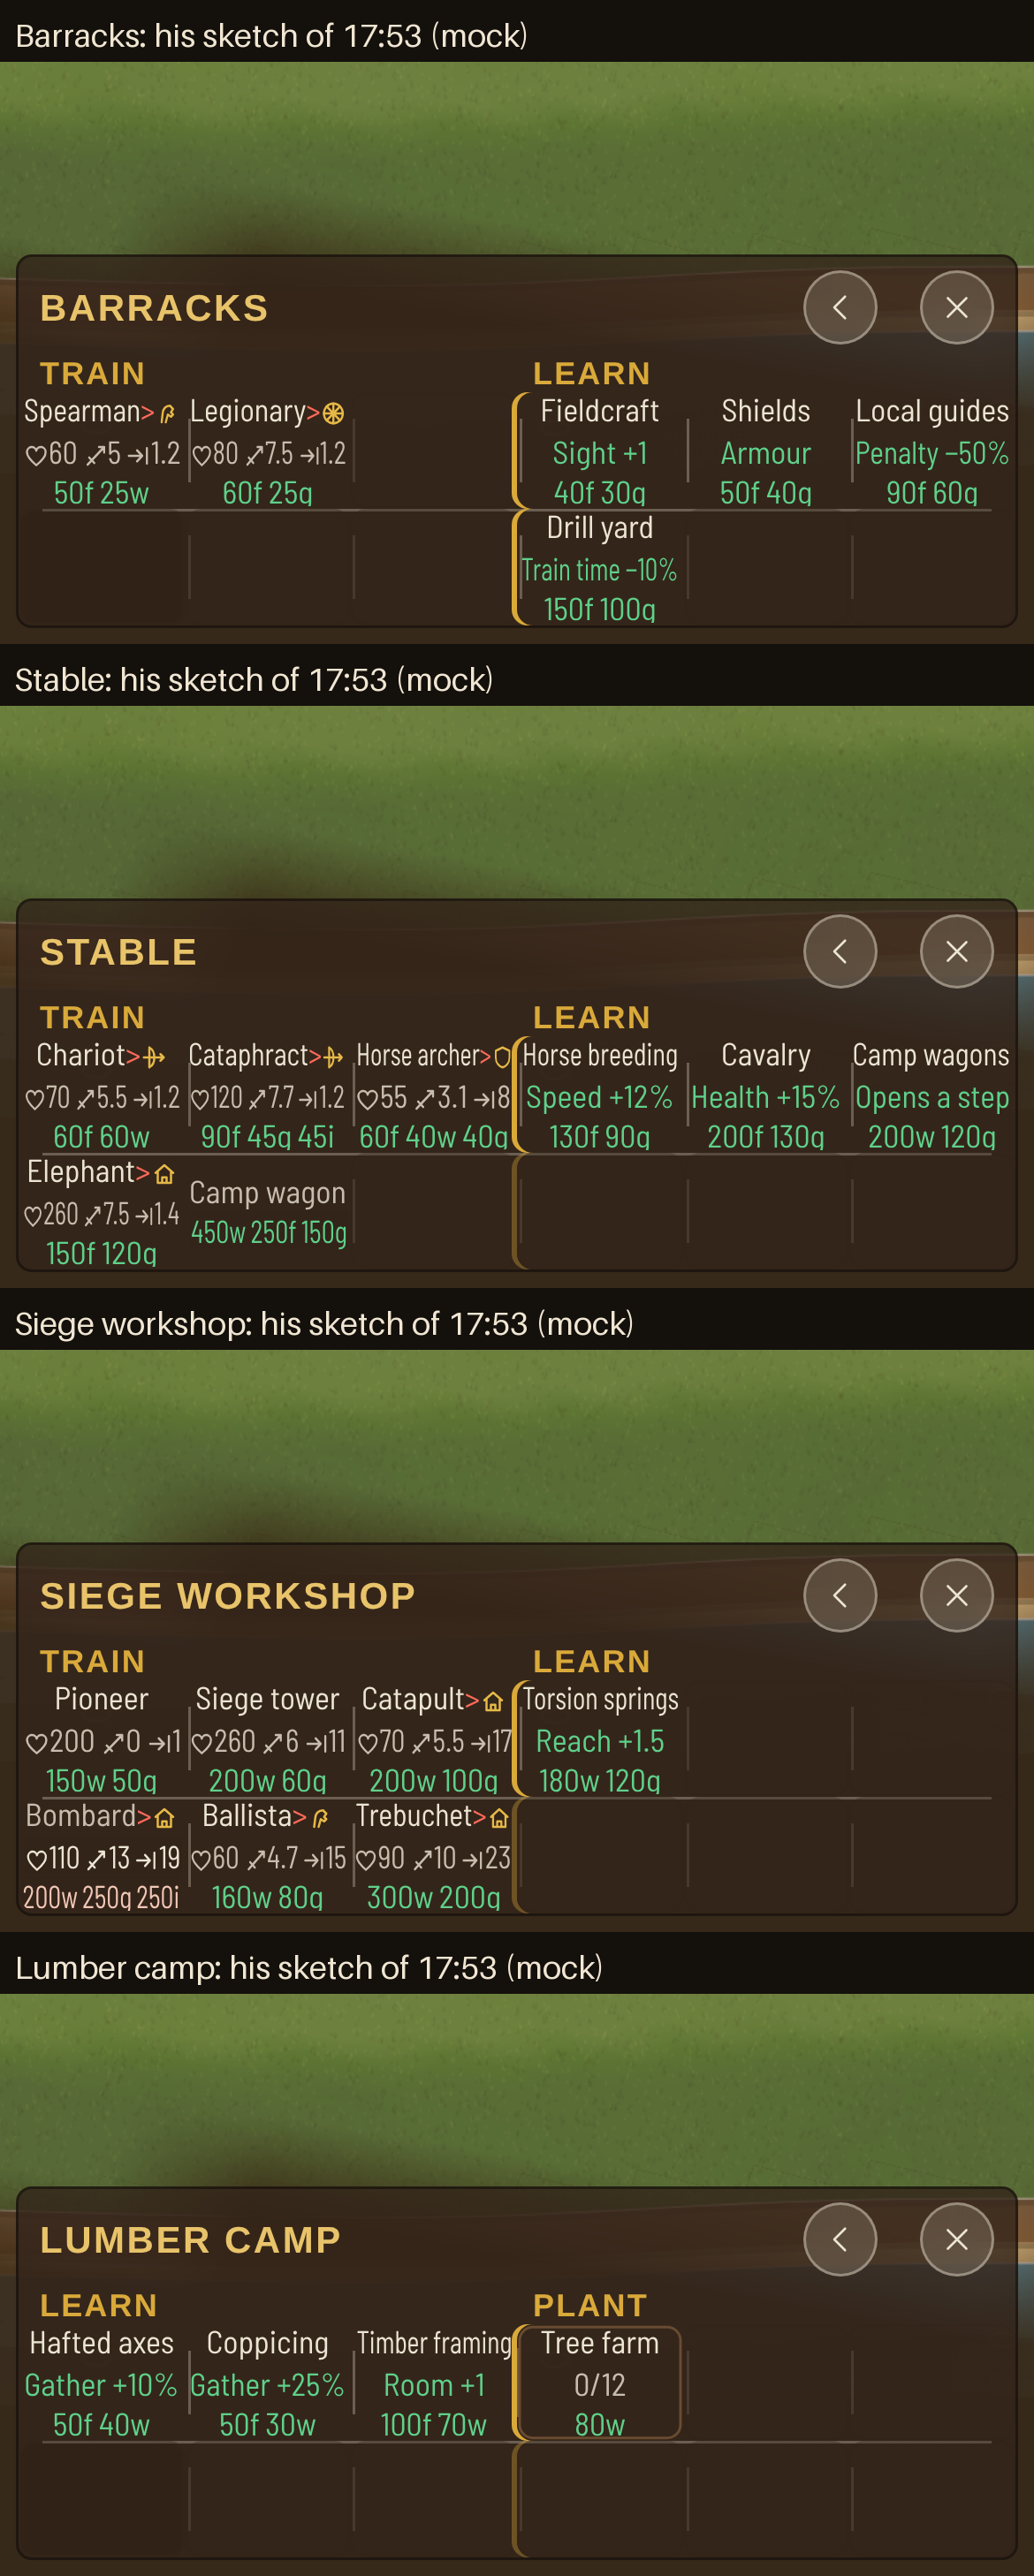 Barracks: his sketch of 17:53 (mock)
BARRACKS
TRAIN LEARN
Spearman> Legionary> Fieldcraft Shields Local guides
60 5 1.2 80 7.5 1.2 Sight +1 Armour Penalty −50%
50f 25w 60f 25g 40f 30g 50f 40g 90f 60g
Drill yard
Train time −10%
150f 100g
Stable: his sketch of 17:53 (mock)
STABLE
TRAIN LEARN
Chariot> Cataphract> Horse archer> Horse breeding Cavalry Camp wagons
70 5.5 1.2 120 7.7 1.2 55 3.1 8 Speed +12% Health +15% Opens a step
60f 60w 90f 45g 45i 60f 40w 40g 130f 90g 200f 130g 200w 120g
Elephant> Camp wagon
260 7.5 1.4 450w 250f 150g
150f 120g
Siege workshop: his sketch of 17:53 (mock)
SIEGE WORKSHOP
TRAIN LEARN
Pioneer Siege tower Catapult> Torsion springs
200 0 1 260 6 11 70 5.5 17 Reach +1.5
150w 50g 200w 60g 200w 100g 180w 120g
Bombard> Ballista> Trebuchet>
110 13 19 60 4.7 15 90 10 23
200w 250g 250i 160w 80g 300w 200g
Lumber camp: his sketch of 17:53 (mock)
LUMBER CAMP
LEARN PLANT
Hafted axes Coppicing Timber framing Tree farm
Gather +10% Gather +25% Room +1 0/12
50f 40w 50f 30w 100f 70w 80w